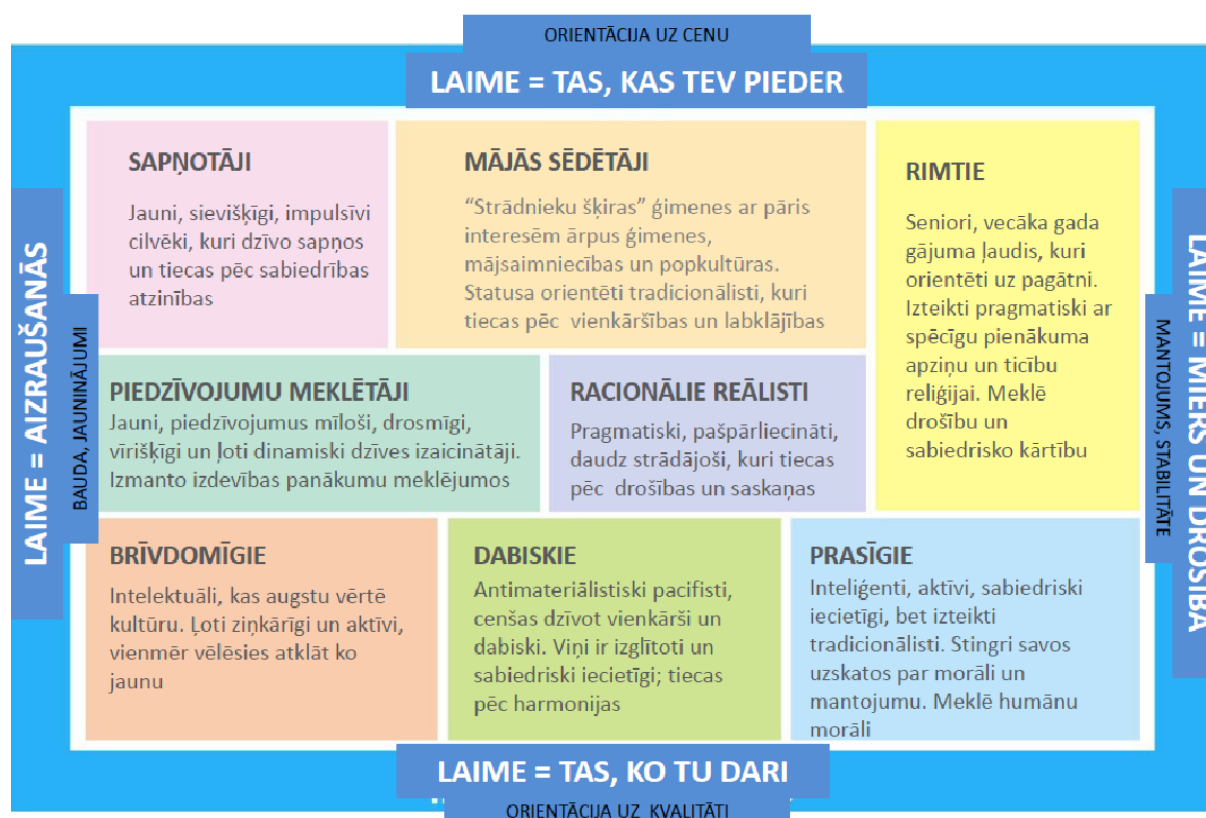 ORIENTĀCIJA UZ CENU
LAIME = TAS, KAS TEV PIEDER
SAPŅOTĀJI
Jauni, sievišķīgi, impulsīvi
cilvēki, kuri dzīvo sapņos
un tiecas pēc sabiedrības
atzinības
MĀJĀS SĒDĒTĀJI
“Strādnieku šķiras” ģimenes ar pāris
interesēm ārpus ģimenes,
mājsaimniecības un popkultūras.
Statusa orientēti tradicionālisti, kuri
tiecas pēc vienkāršības un labklājības
RIMTIE
Seniori, vecāka gada
gājuma ļaudis, kuri
orientēti uz pagātni.
Izteikti pragmatiski ar
spēcīgu pienākuma
apziņu un ticību
reliģijai. Meklē
drošību un
sabiedrisko kārtību
LAIME = AIZRAUŠANĀS
BAUDA, JAUNINĀJUMI
PIEDZĪVOJUMU MEKLĒTĀJI
Jauni, piedzīvojumus mīloši, drosmīgi,
vīrišķīgi un ļoti dinamiski dzīves izaicinātāji.
Izmanto izdevības panākumu meklējumos
RACIONĀLIE REĀLISTI
Pragmatiski, pašpārliecināti,
daudz strādājoši, kuri tiecas
pēc drošības un saskaņas
LAIME = MIERS UN DROŠĪBA
MANTOJUMS, STABILITĀTE
BRĪVDOMĪGIE
Intelektuāli, kas augstu vērtē
kultūru. Ļoti ziņkārīgi un aktīvi,
vienmēr vēlēsies atklāt ko
jaunu
DABISKIE
Antimateriālistiski pacifisti,
cenšas dzīvot vienkārši un
dabiski. Viņi ir izglītoti un
sabiedriski iecietīgi; tiecas
pēc harmonijas
PRASĪGIE
Inteliģenti, aktīvi, sabiedriski
iecietīgi, bet izteikti
tradicionālisti. Stingri savos
uzskatos par morāli un
mantojumu. Meklē humānu
morāli
LAIME = TAS, KO TU DARI
ORIENTĀCIJA UZ KVALITĀTI